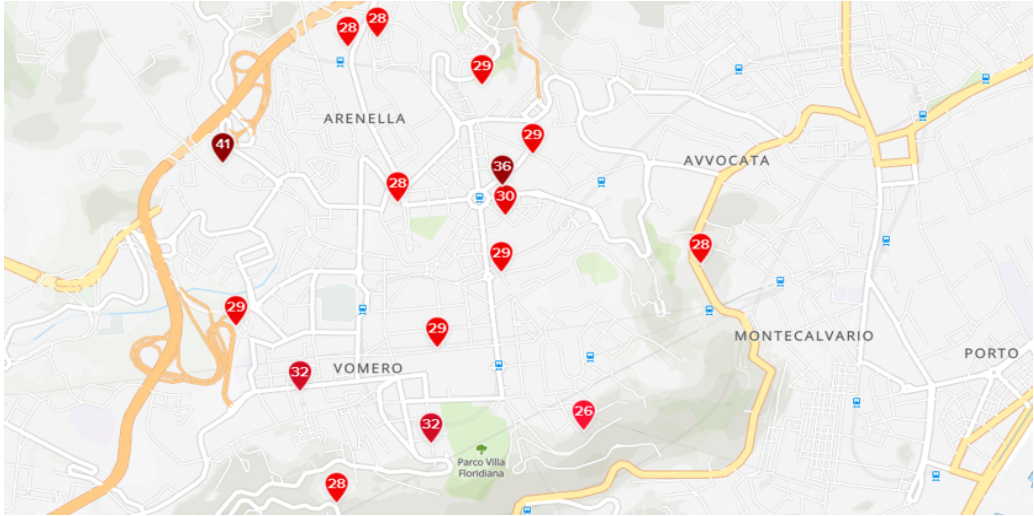 28
28
29
ARENELLA
41
29
AVVOCATA
36
28
30
28
29
29
29
MONTECALVARIO
PORTO
32
VOMERO
26
32
Parco Villa
Floridiana
28